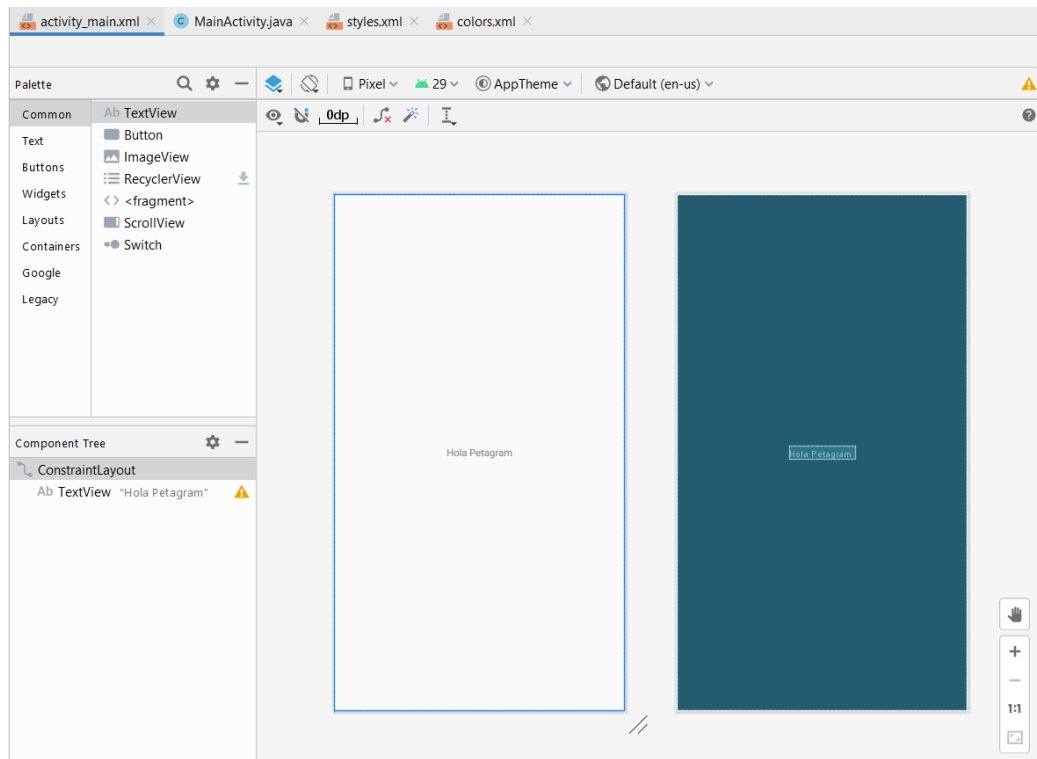 activity_main.xml MainActivity.java styles.xml colors.xml
Palette
Pixel 29 AppTheme Default (en-us)
Common
Text
Buttons
Widgets
Layouts
Containers
Google
Legacy
Ab TextView
Button
ImageView
RecyclerView
<fragment>
ScrollView
Switch
0dp
Hola Petagram
Hola Petagram
Component Tree
ConstraintLayout
Ab TextView "Hola Petagram"
1:1